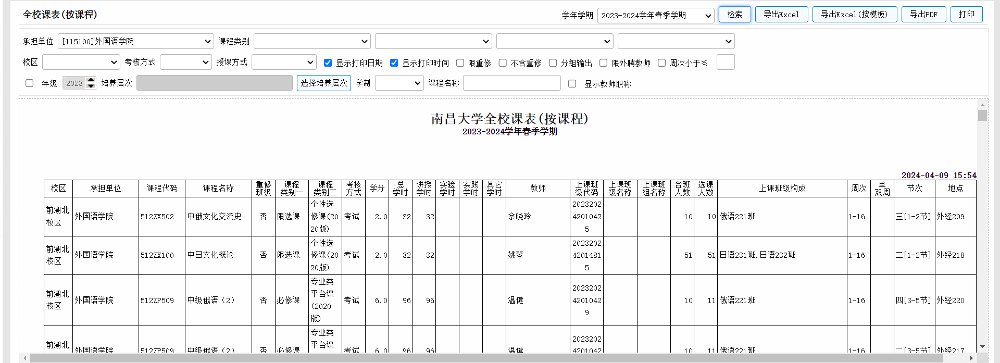 全校课表(按课程)
学年学期 2023-2024学年春季学期 检索 导出Excel 导出Excel(按模板) 导出PDF 打印
承担单位 [115100]外国语学院 课程类别
校区 考核方式 授课方式 显示打印日期 显示打印时间 限重修 不含重修 分组输出 限外聘教师 周次小于≤
年级 2023 培养层次 选择培养层次 学制 课程名称 显示教师职称
南昌大学全校课表(按课程)
2023-2024学年春季学期
2024-04-09 15:54
校区 承担单位 课程代码 课程名称 重修班级 课程类别一 课程类别二 考核方式 学分 总学时 讲授学时 实验学时 实践学时 其它学时 教师 上课班级代码 上课班级名称 上课班组名称 合班人数 选课人数 上课班级构成 周次 单双周 节次 地点
前湖北校区 外国语学院 512ZX502 中俄文化交流史 否 限选课 个性选修课(2020版) 考试 2.0 32 32 佘晓玲 202320242010425 10 10 俄语221班 1-16 三[1-2节] 外经209
前湖北校区 外国语学院 512ZX100 中日文化概论 否 限选课 个性选修课(2020版) 考试 2.0 32 32 姚琴 202320242014815 51 51 日语231班,日语232班 1-16 二[1-2节] 外经218
前湖北校区 外国语学院 512ZP509 中级俄语（2） 否 必修课 专业类平台课(2020版) 考试 6.0 96 96 温健 202320242010429 10 11 俄语221班 1-16 四[3-5节] 外经220
前湖北 外国语学院 512ZP509 中级俄语（2） 否 必修课 专业类平台课 考试 6.0 96 96 温健 20232024201042 10 11 俄语221班 1-16 二[3-5节] 外经217